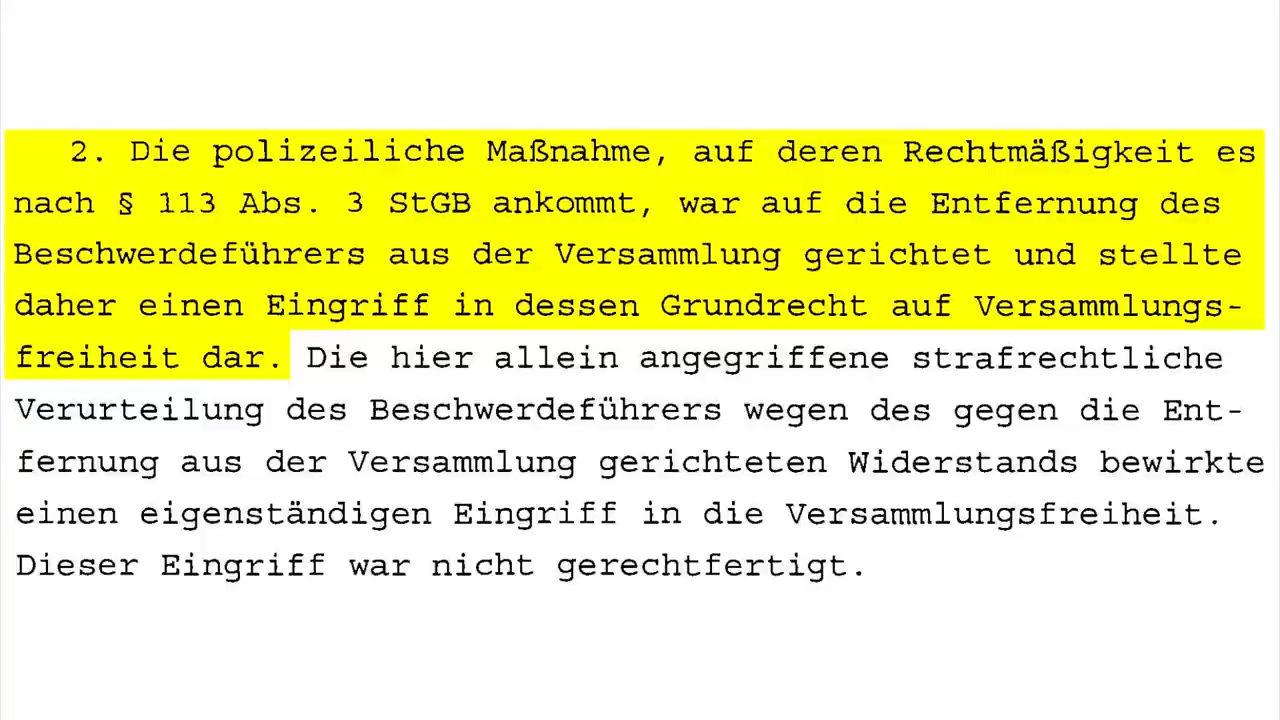 2. Die polizeiliche Maßnahme, auf deren Rechtmäßigkeit es
nach § 113 Abs. 3 StGB ankommt, war auf die Entfernung des
Beschwerdeführers aus der Versammlung gerichtet und stellte
daher einen Eingriff in dessen Grundrecht auf Versammlungs-
freiheit dar. Die hier allein angegriffene strafrechtliche
Verurteilung des Beschwerdeführers wegen des gegen die Ent-
fernung aus der Versammlung gerichteten Widerstands bewirkte
einen eigenständigen Eingriff in die Versammlungsfreiheit.
Dieser Eingriff war nicht gerechtfertigt.